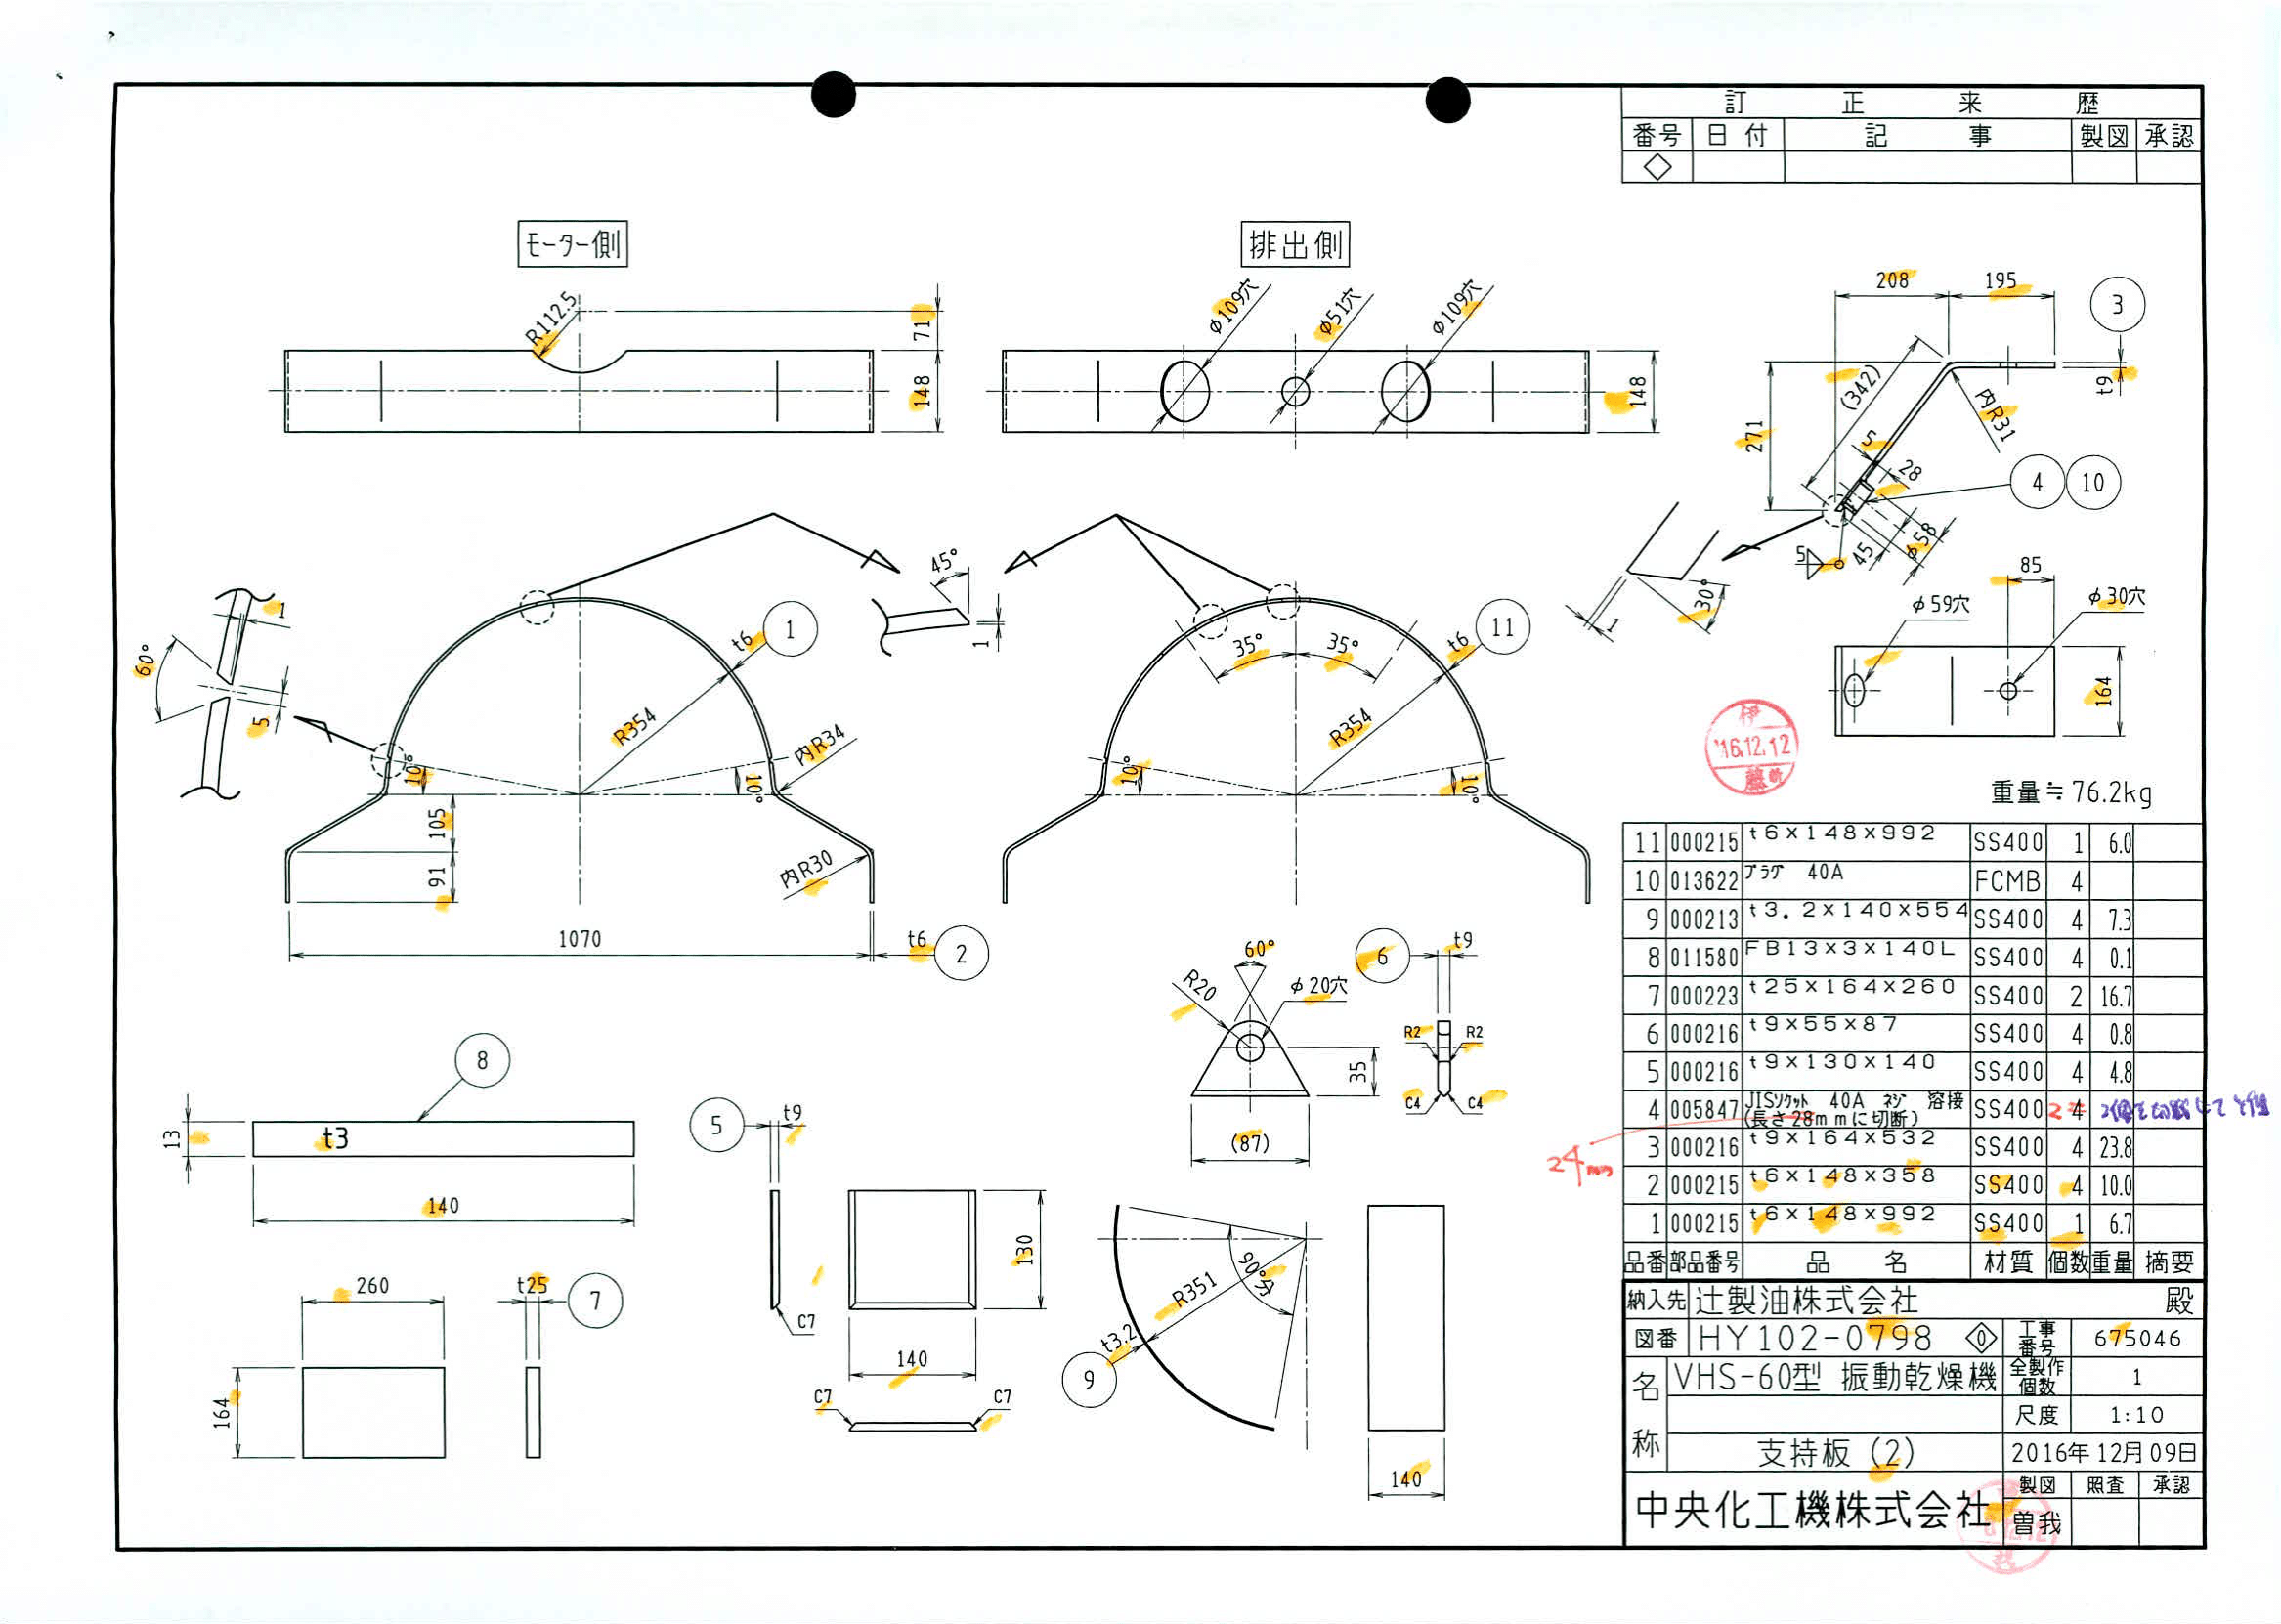 訂正来歴
番号 日付 記事 製図 承認
モーター側
排出側
R112.5
71
148
φ109穴
φ51穴
φ109穴
148
208
195
3
(342)
271
t9
内R31
5
28
4
10
5
45
φ58
30°
1
45°
1
1
60°
5
t6
1
R354
内R34
10°
10°
105
91
内R30
1070
t6
2
35°
35°
t6
11
R354
10°
10°
85
φ59穴
φ30穴
164
伊
'16.12.12
藤
重量≒76.2kg
8
t3
13
140
260
t25
7
164
5
t9
C7
130
140
C7
C7
60°
R20
φ20穴
35
(87)
6
t9
R2
R2
C4
C4
90°分
R351
t3.2
9
140
11 000215 t6×148×992 SS400 1 6.0
10 013622 プラグ 40A FCMB 4
9 000213 t3.2×140×554 SS400 4 7.3
8 011580 FB13×3×140L SS400 4 0.1
7 000223 t25×164×260 SS400 2 16.7
6 000216 t9×55×87 SS400 4 0.8
5 000216 t9×130×140 SS400 4 4.8
4 005847 JISソケット 40A ネジ 溶接 SS400 4
(長さ28mmに切断)
24mm
3 000216 t9×164×532 SS400 4 23.8
2 000215 t6×148×358 SS400 4 10.0
1 000215 t6×148×992 SS400 1 6.7
品番 部品番号 品名 材質 個数 重量 摘要
納入先 辻製油株式会社 殿
図番 HY102-0798 0 工事番号 675046
名称 VHS-60型 振動乾燥機 全製作個数 1
尺度 1:10
支持板(2) 2016年12月09日
中央化工機株式会社 製図 照査 承認
曽我